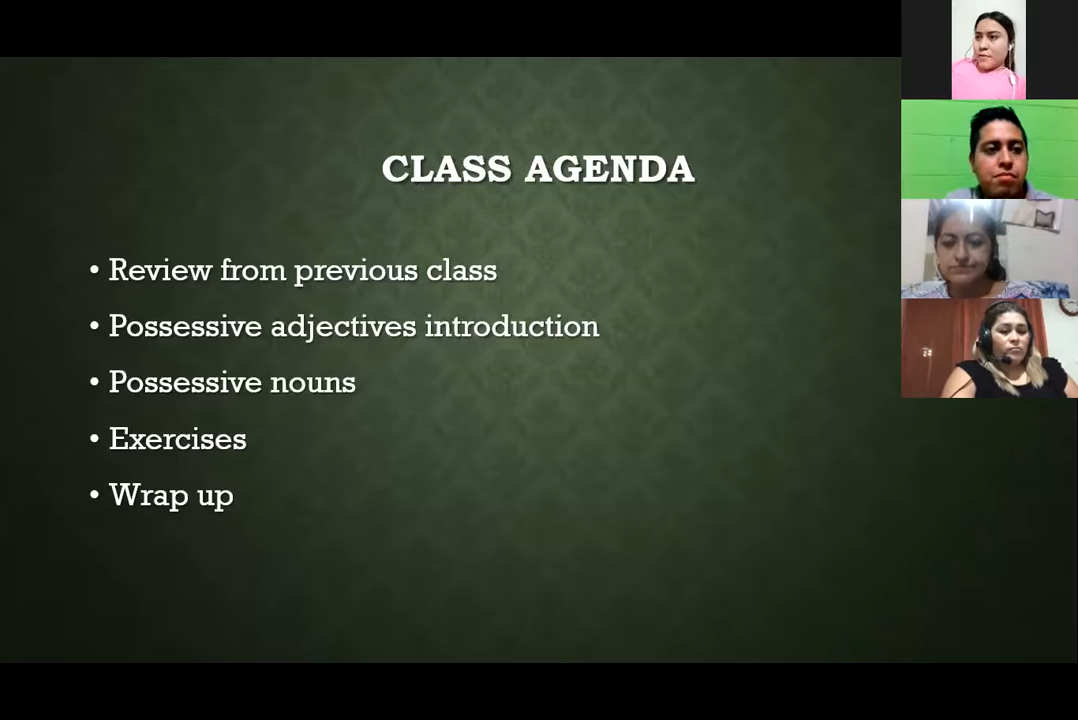 CLASS AGENDA
• Review from previous class
• Possessive adjectives introduction
• Possessive nouns
• Exercises
• Wrap up